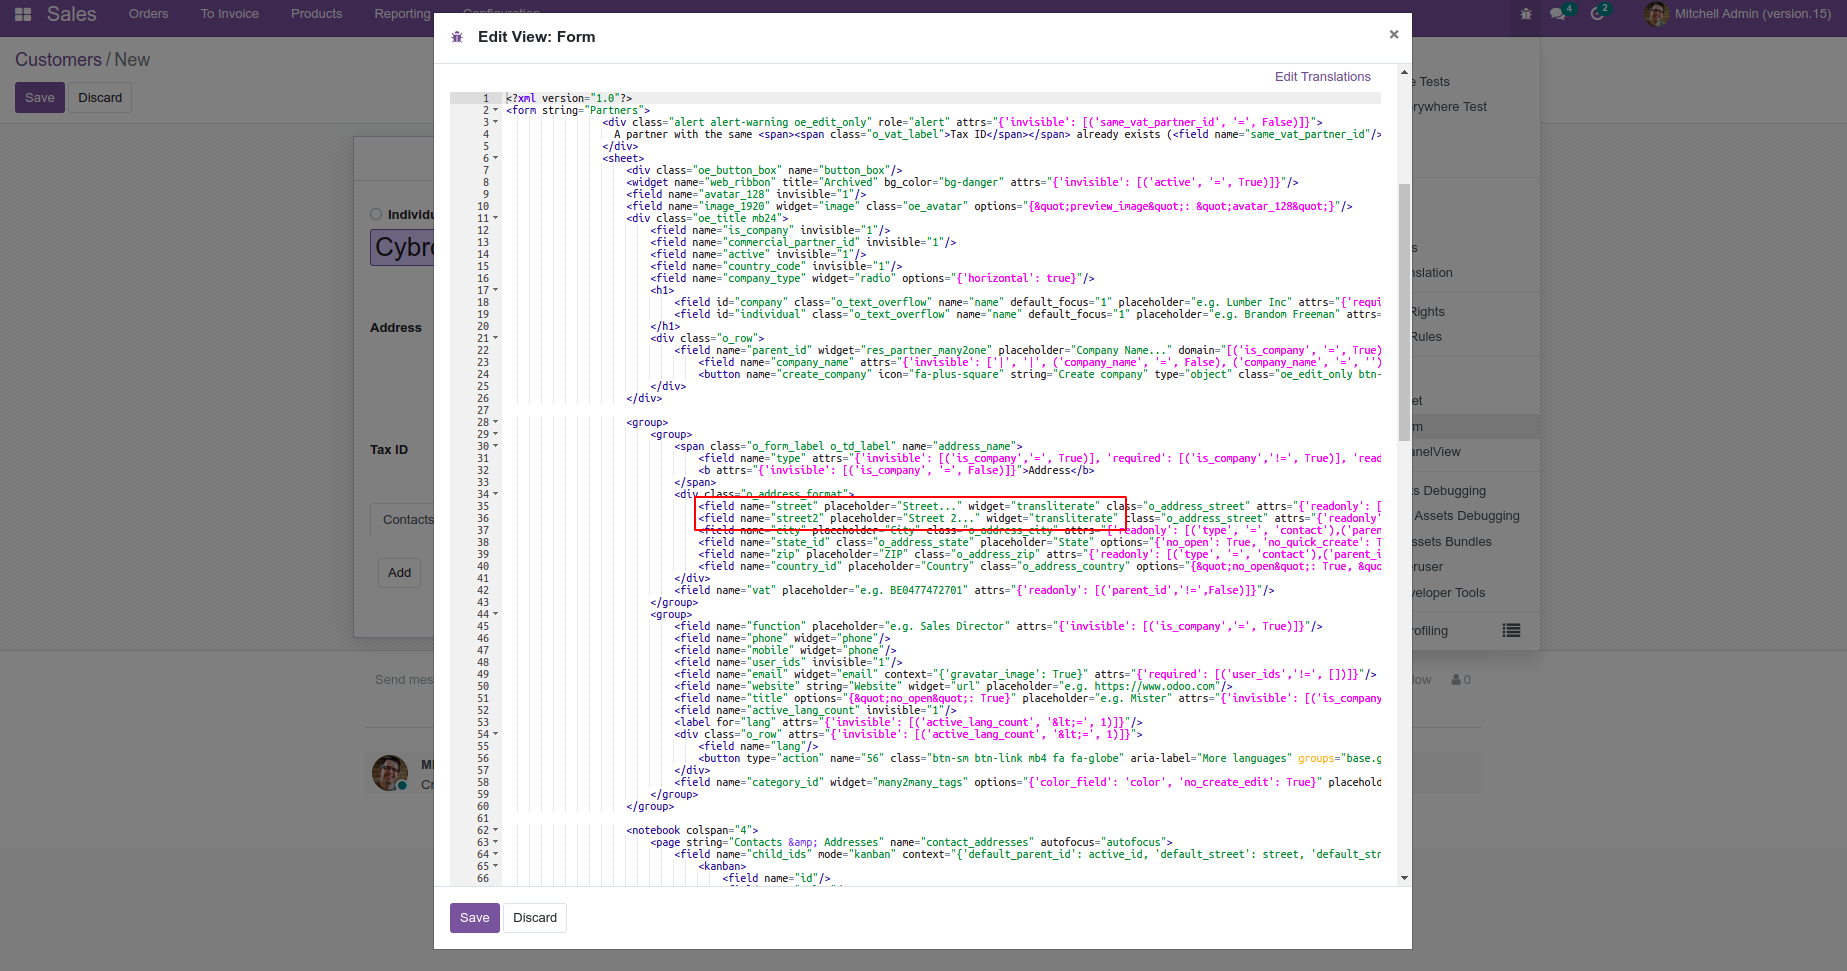 Sales Orders To Invoice Products Reporting Configuration 4 2 Mitchell Admin (version.15)
Customers / New
Save Discard
Cybro
Address
Tax ID
Contacts
Add
Send mes
Edit View: Form ×
Edit Translations
1 <?xml version="1.0"?>
2 <form string="Partners">
3 <div class="alert alert-warning oe_edit_only" role="alert" attrs="{'invisible': [('same_vat_partner_id', '=', False)]}">
4 A partner with the same <span><span class="o_vat_label">Tax ID</span></span> already exists (<field name="same_vat_partner_id"/>
5 </div>
6 <sheet>
7 <div class="oe_button_box" name="button_box"/>
8 <widget name="web_ribbon" title="Archived" bg_color="bg-danger" attrs="{'invisible': [('active', '=', True)]}"/>
9 <field name="avatar_128" invisible="1"/>
10 <field name="image_1920" widget="image" class="oe_avatar" options="{&quot;preview_image&quot;: &quot;avatar_128&quot;}"/>
11 <div class="oe_title mb24">
12 <field name="is_company" invisible="1"/>
13 <field name="commercial_partner_id" invisible="1"/>
14 <field name="active" invisible="1"/>
15 <field name="country_code" invisible="1"/>
16 <field name="company_type" widget="radio" options="{'horizontal': true}"/>
17 <h1>
18 <field id="company" class="o_text_overflow" name="name" default_focus="1" placeholder="e.g. Lumber Inc" attrs="{'requi
19 <field id="individual" class="o_text_overflow" name="name" default_focus="1" placeholder="e.g. Brandom Freeman" attrs=
20 </h1>
21 <div class="o_row">
22 <field name="parent_id" widget="res_partner_many2one" placeholder="Company Name..." domain="[('is_company', '=', True)
23 <field name="company_name" attrs="{'invisible': ['|', '|', ('company_name', '=', False), ('company_name', '=', '')
24 <button name="create_company" icon="fa-plus-square" string="Create company" type="object" class="oe_edit_only btn-
25 </div>
26 </div>
27
28 <group>
29 <group>
30 <span class="o_form_label o_td_label" name="address_name">
31 <field name="type" attrs="{'invisible': [('is_company','=', True)], 'required': [('is_company','!=', True)], 'read
32 <b attrs="{'invisible': [('is_company', '=', False)]}">Address</b>
33 </span>
34 <div class="o_address_format">
35 <field name="street" placeholder="Street..." widget="transliterate" class="o_address_street" attrs="{'readonly': [
36 <field name="street2" placeholder="Street 2..." widget="transliterate" class="o_address_street" attrs="{'readonly'
37 <field name="city" placeholder="City" class="o_address_city" attrs="{'readonly': [('type', '=', 'contact'),('paren
38 <field name="state_id" class="o_address_state" placeholder="State" options="{'no_open': True, 'no_quick_create': T
39 <field name="zip" placeholder="ZIP" class="o_address_zip" attrs="{'readonly': [('type', '=', 'contact'),('parent_i
40 <field name="country_id" placeholder="Country" class="o_address_country" options="{&quot;no_open&quot;: True, &quo
41 </div>
42 <field name="vat" placeholder="e.g. BE0477472701" attrs="{'readonly': [('parent_id','!=',False)]}"/>
43 </group>
44 <group>
45 <field name="function" placeholder="e.g. Sales Director" attrs="{'invisible': [('is_company','=', True)]}"/>
46 <field name="phone" widget="phone"/>
47 <field name="mobile" widget="phone"/>
48 <field name="user_ids" invisible="1"/>
49 <field name="email" widget="email" context="{'gravatar_image': True}" attrs="{'required': [('user_ids','!=', [])]}"/>
50 <field name="website" string="Website" widget="url" placeholder="e.g. https://www.odoo.com"/>
51 <field name="title" options="{&quot;no_open&quot;: True}" placeholder="e.g. Mister" attrs="{'invisible': [('is_company
52 <field name="active_lang_count" invisible="1"/>
53 <label for="lang" attrs="{'invisible': [('active_lang_count', '&lt;=', 1)]}"/>
54 <div class="o_row" attrs="{'invisible': [('active_lang_count', '&lt;=', 1)]}">
55 <field name="lang"/>
56 <button type="action" name="56" class="btn-sm btn-link mb4 fa fa-globe" aria-label="More languages" groups="base.g
57 </div>
58 <field name="category_id" widget="many2many_tags" options="{'color_field': 'color', 'no_create_edit': True}" placehold
59 </group>
60 </group>
61
62 <notebook colspan="4">
63 <page string="Contacts &amp; Addresses" name="contact_addresses" autofocus="autofocus">
64 <field name="child_ids" mode="kanban" context="{'default_parent_id': active_id, 'default_street': street, 'default_str
65 <kanban>
66 <field name="id"/>
Save Discard
Individu
e Tests
erywhere Test
s
nslation
Rights
Rules
et
m
anelView
s Debugging
Assets Debugging
ssets Bundles
eruser
veloper Tools
rofiling
low 0
MI
Cr